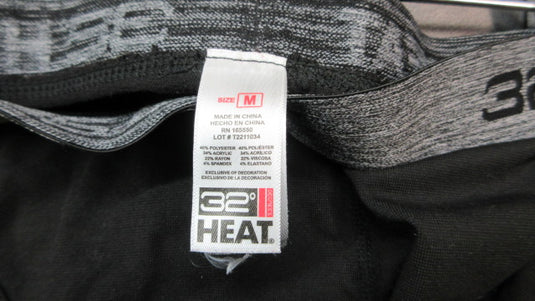 SIZE M
MADE IN CHINA
HECHO EN CHINA
RN 165550
LOT # T2211034
40% POLYESTER 40% POLIÉSTER
34% ACRYLIC 34% ACRÍLICO
22% RAYON 22% VISCOSA
4% SPANDEX 4% ELASTANO
EXCLUSIVE OF DECORATION
EXCLUSIVO DE LA DECORACIÓN
32°
HEAT
32